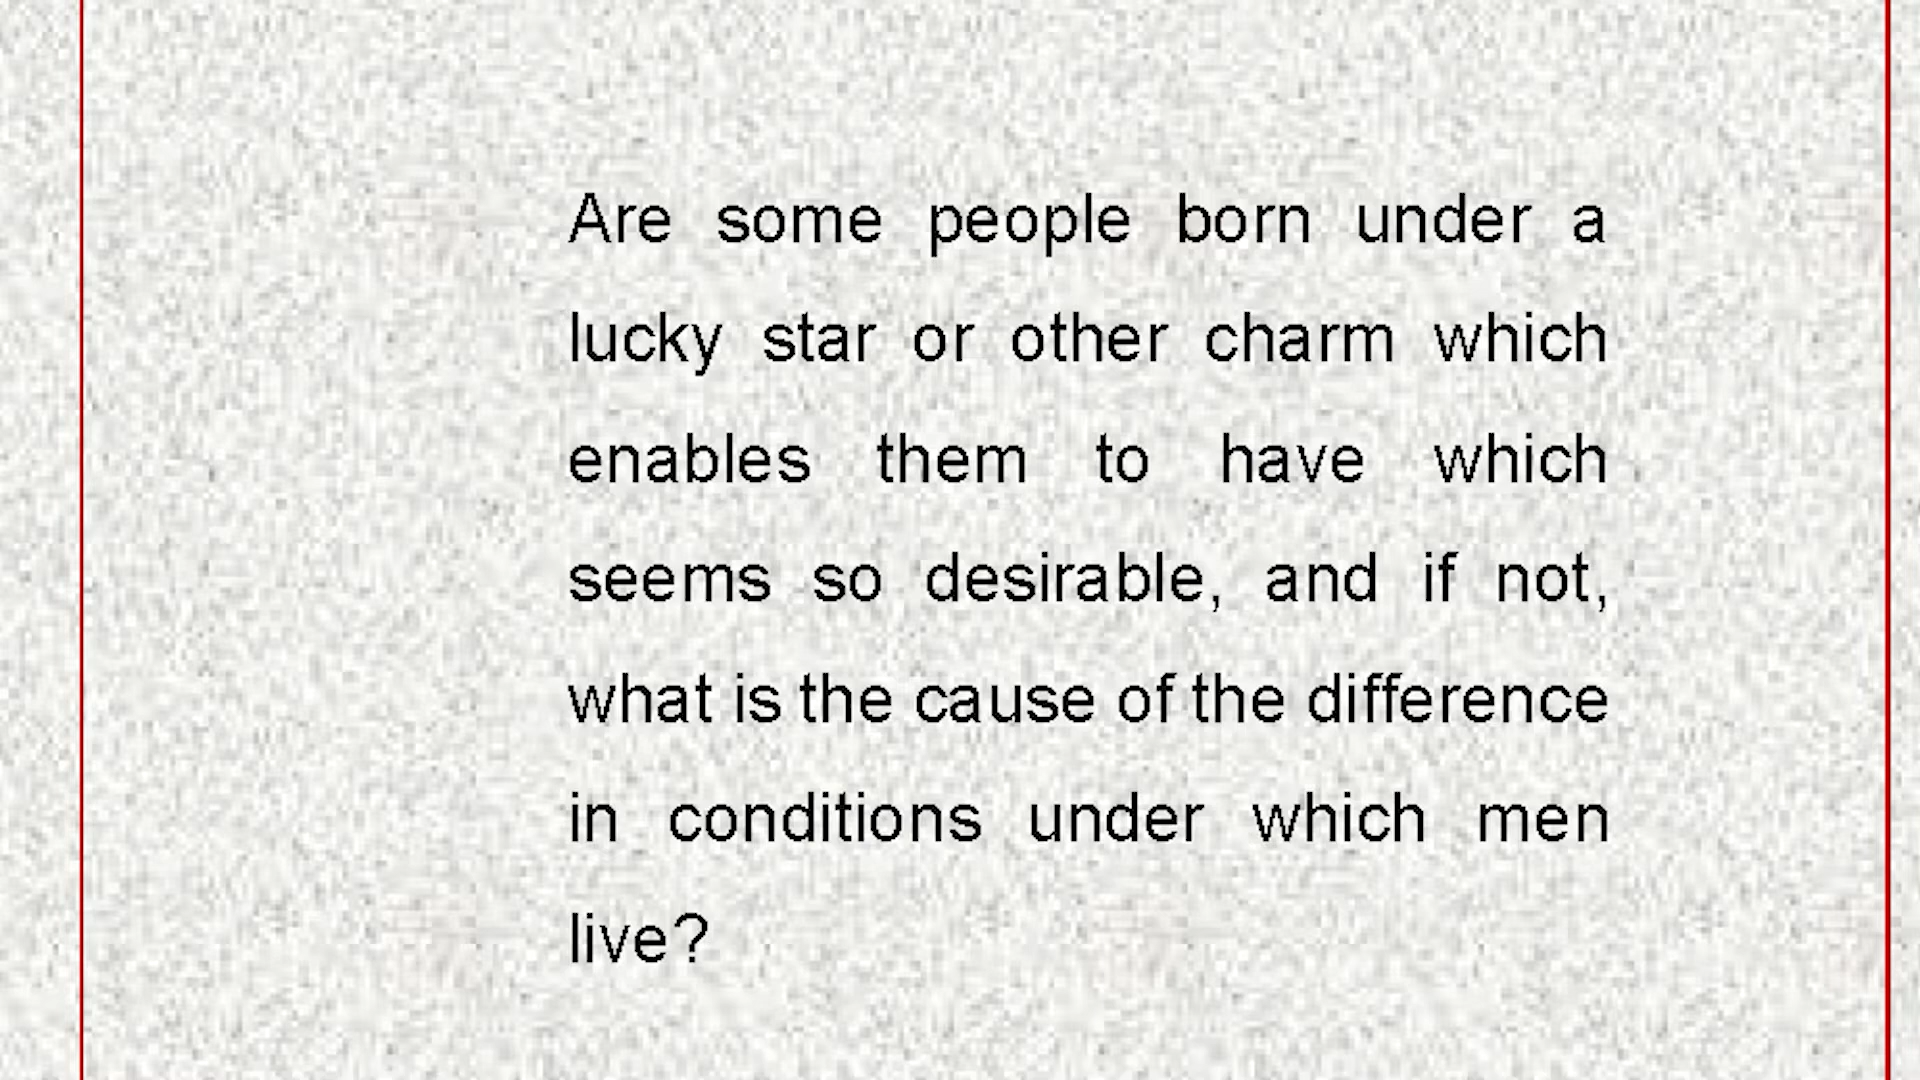 Are some people born under a
lucky star or other charm which
enables them to have which
seems so desirable, and if not,
what is the cause of the difference
in conditions under which men
live?